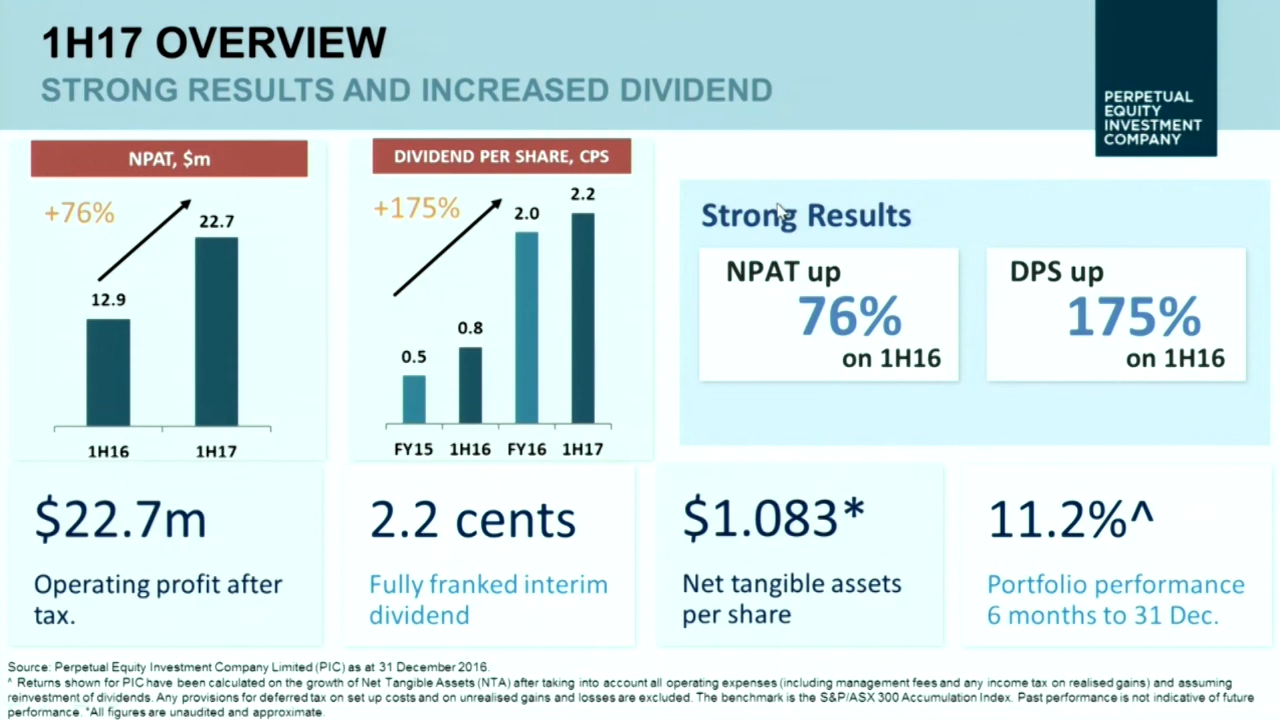 1H17 OVERVIEW
STRONG RESULTS AND INCREASED DIVIDEND
PERPETUAL
EQUITY
INVESTMENT
COMPANY
NPAT, $m
+76%
22.7
12.9
1H16 1H17
DIVIDEND PER SHARE, CPS
+175%
2.2
2.0
0.8
0.5
FY15 1H16 FY16 1H17
Strong Results
NPAT up
76%
on 1H16
DPS up
175%
on 1H16
$22.7m
Operating profit after
tax.
2.2 cents
Fully franked interim
dividend
$1.083*
Net tangible assets
per share
11.2%^
Portfolio performance
6 months to 31 Dec.
Source: Perpetual Equity Investment Company Limited (PIC) as at 31 December 2016.
^ Returns shown for PIC have been calculated on the growth of Net Tangible Assets (NTA) after taking into account all operating expenses (including management fees and any income tax on realised gains) and assuming
reinvestment of dividends. Any provisions for deferred tax on set up costs and on unrealised gains and losses are excluded. The benchmark is the S&P/ASX 300 Accumulation Index. Past performance is not indicative of future
performance. *All figures are unaudited and approximate.